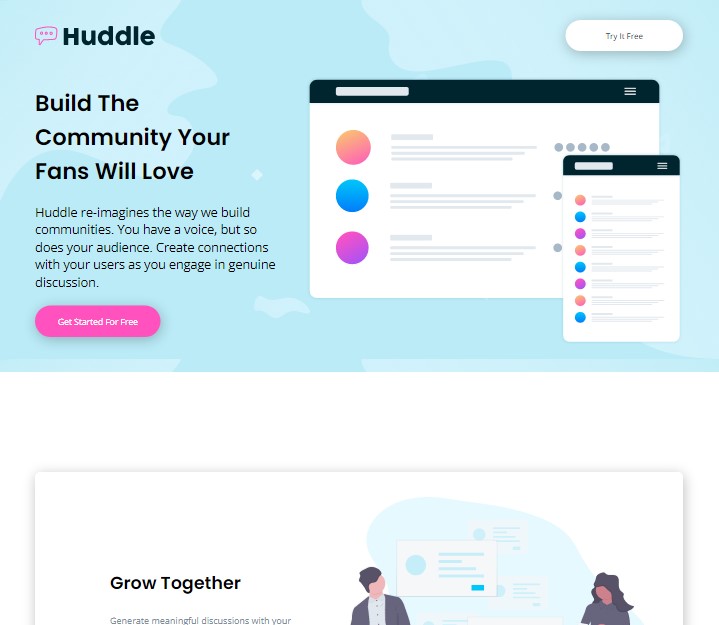 Huddle
Try It Free
Build The
Community Your
Fans Will Love
Huddle re-imagines the way we build
communities. You have a voice, but so
does your audience. Create connections
with your users as you engage in genuine
discussion.
Get Started For Free
Grow Together
Generate meaningful discussions with your